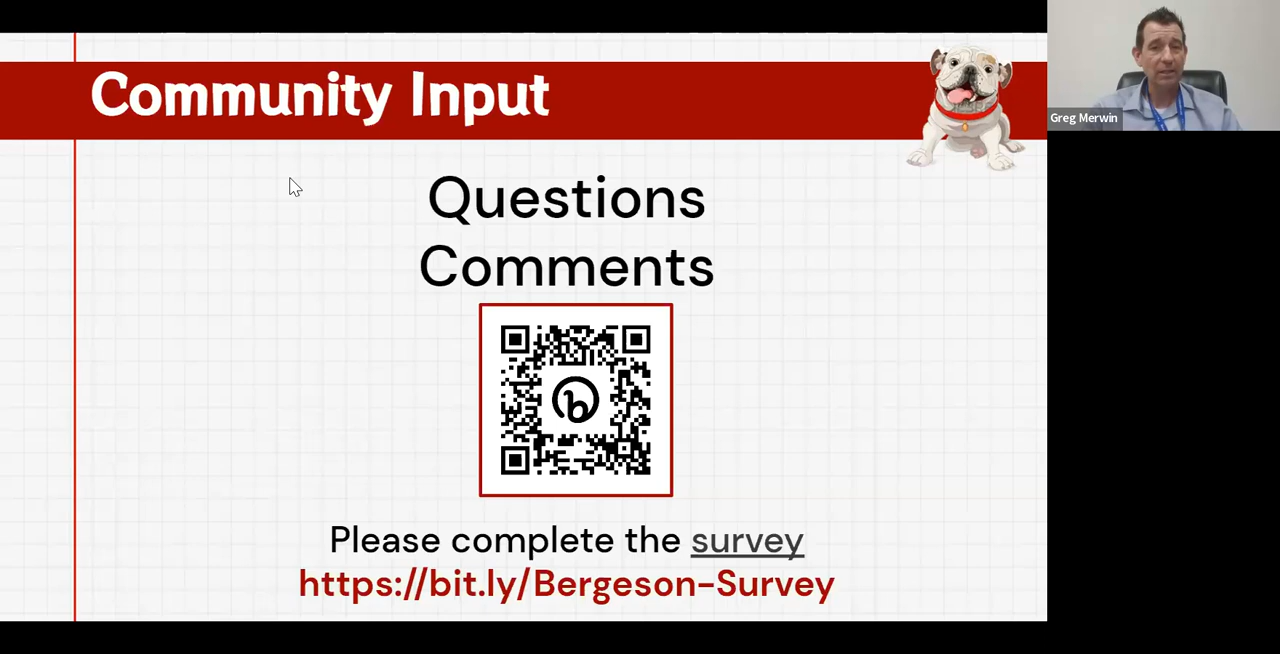 Community Input
Greg Merwin
Questions
Comments
Please complete the survey
https://bit.ly/Bergeson-Survey